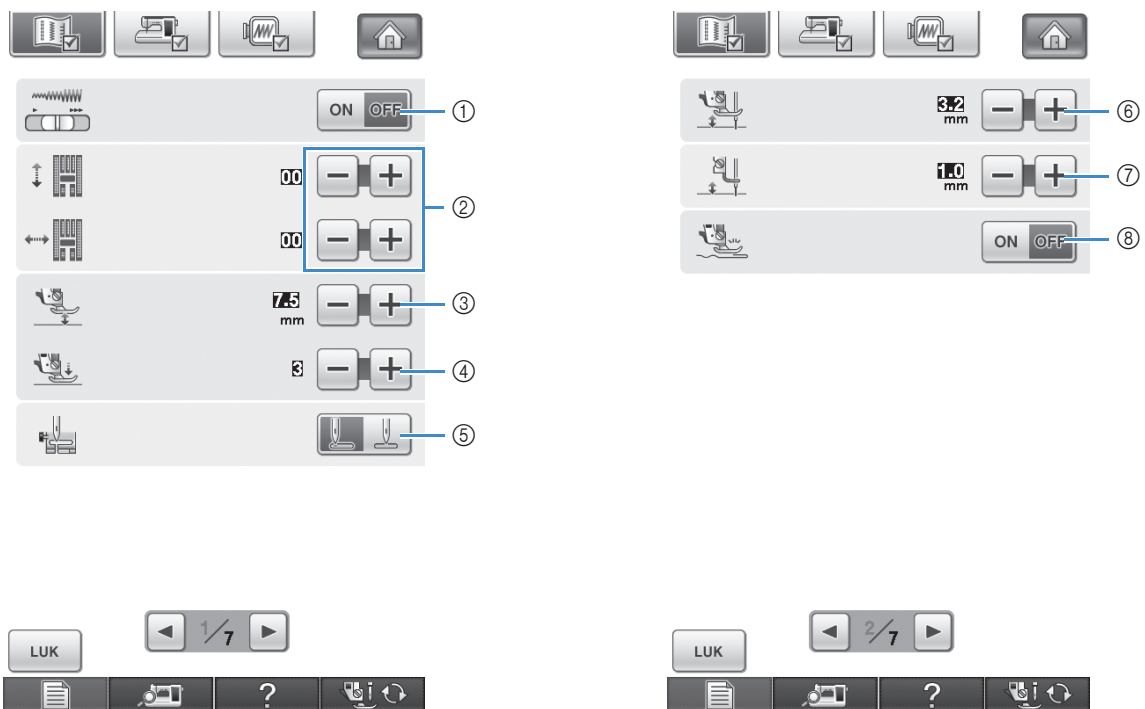 ON OFF ①
00
②
00
7.5
mm
③
3 ④
⑤
1/7
LUK
?
3.2
mm
⑥
1.0
mm
⑦
ON OFF ⑧
2/7
LUK
?